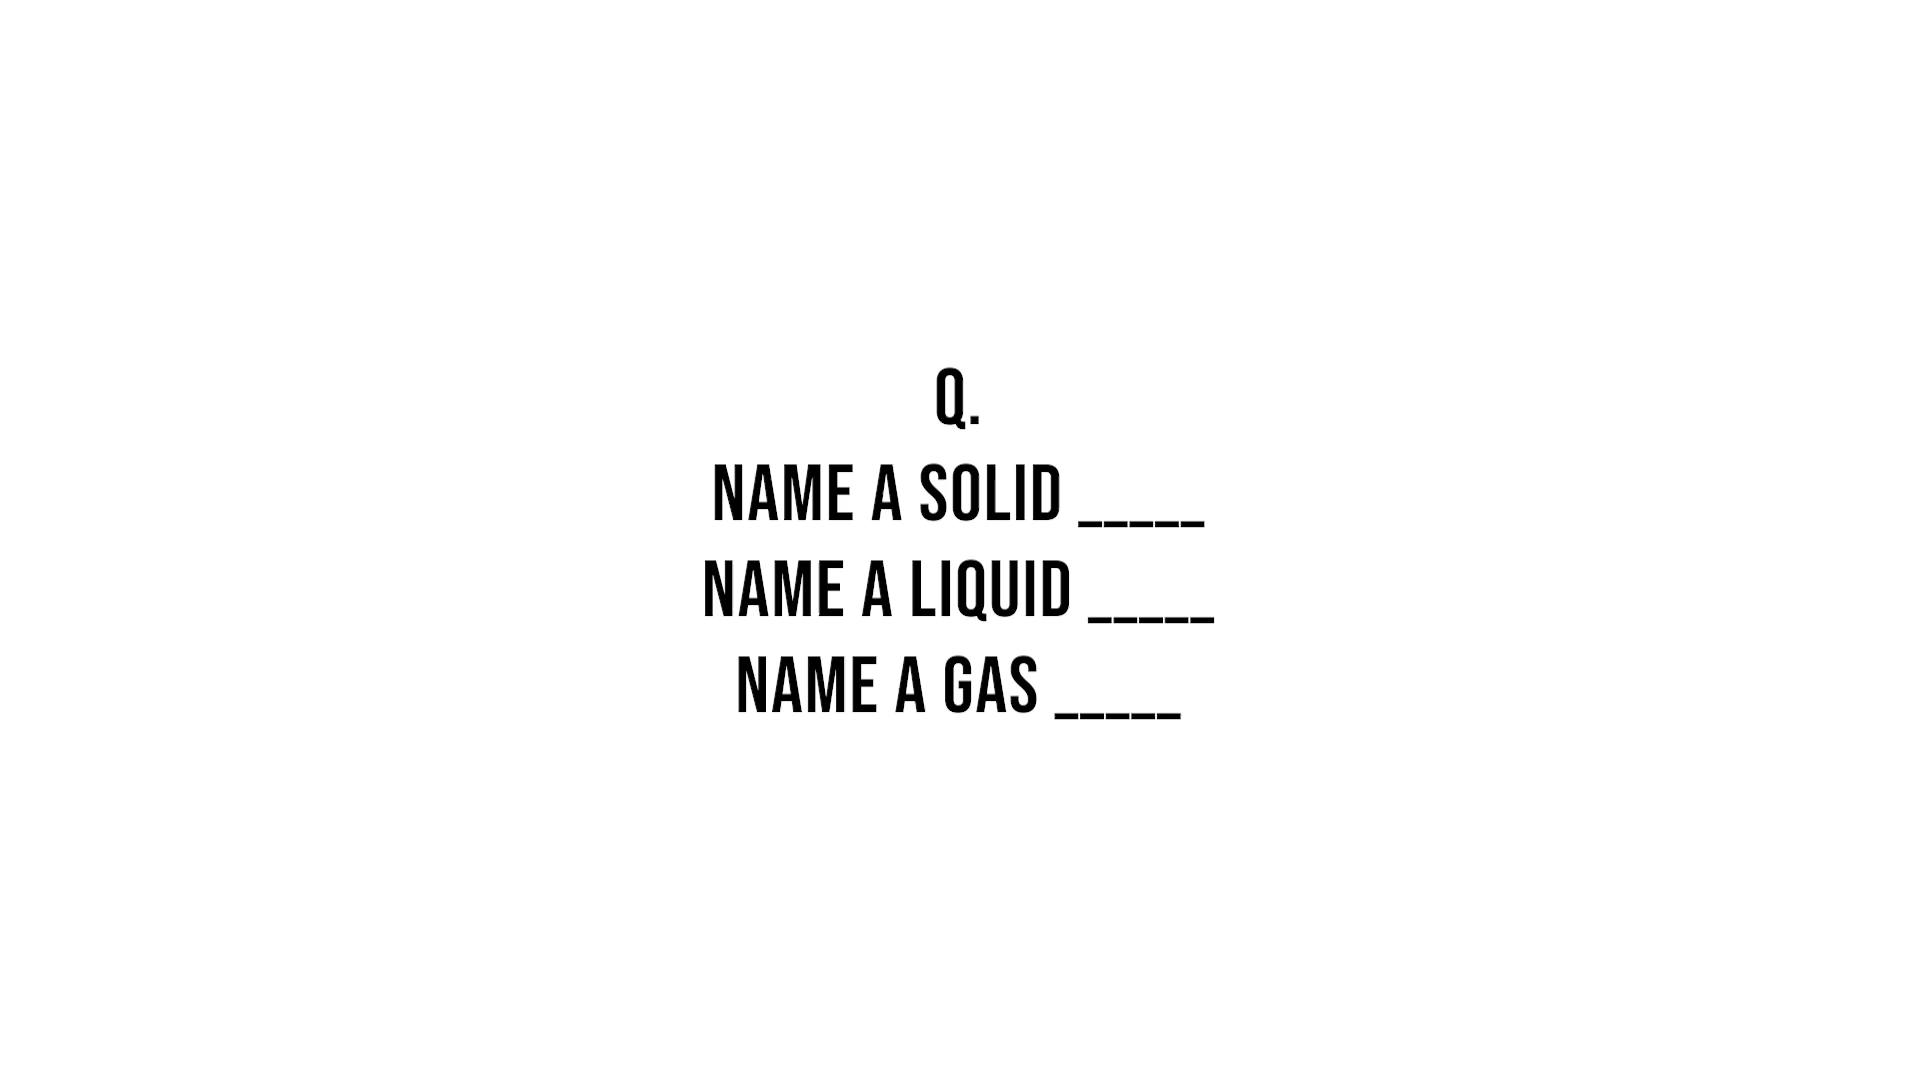 Q.
NAME A SOLID _____
NAME A LIQUID _____
NAME A GAS _____